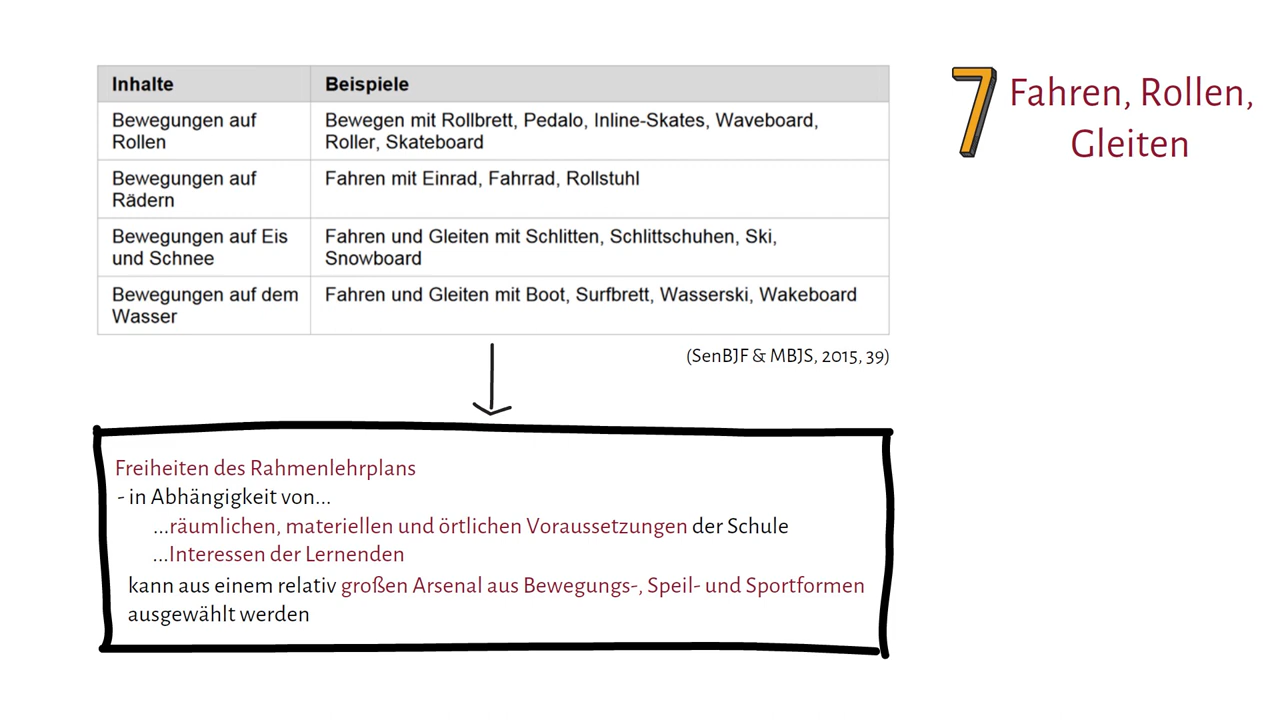 7 Fahren, Rollen,
Gleiten
Inhalte Beispiele
Bewegungen auf Rollen Bewegen mit Rollbrett, Pedalo, Inline-Skates, Waveboard,
Roller, Skateboard
Bewegungen auf Rädern Fahren mit Einrad, Fahrrad, Rollstuhl
Bewegungen auf Eis und Schnee Fahren und Gleiten mit Schlitten, Schlittschuhen, Ski,
Snowboard
Bewegungen auf dem Wasser Fahren und Gleiten mit Boot, Surfbrett, Wasserski, Wakeboard
(SenBJF & MBJS, 2015, 39)
Freiheiten des Rahmenlehrplans
- in Abhängigkeit von...
...räumlichen, materiellen und örtlichen Voraussetzungen der Schule
...Interessen der Lernenden
kann aus einem relativ großen Arsenal aus Bewegungs-, Speil- und Sportformen
ausgewählt werden